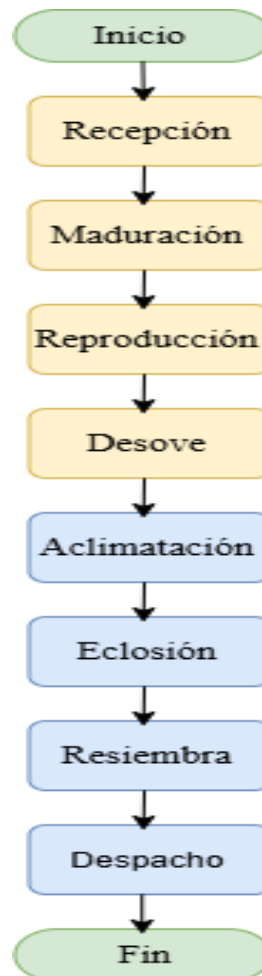 Inicio
Recepción
Maduración
Reproducción
Desove
Aclimatación
Eclosión
Resiembra
Despacho
Fin